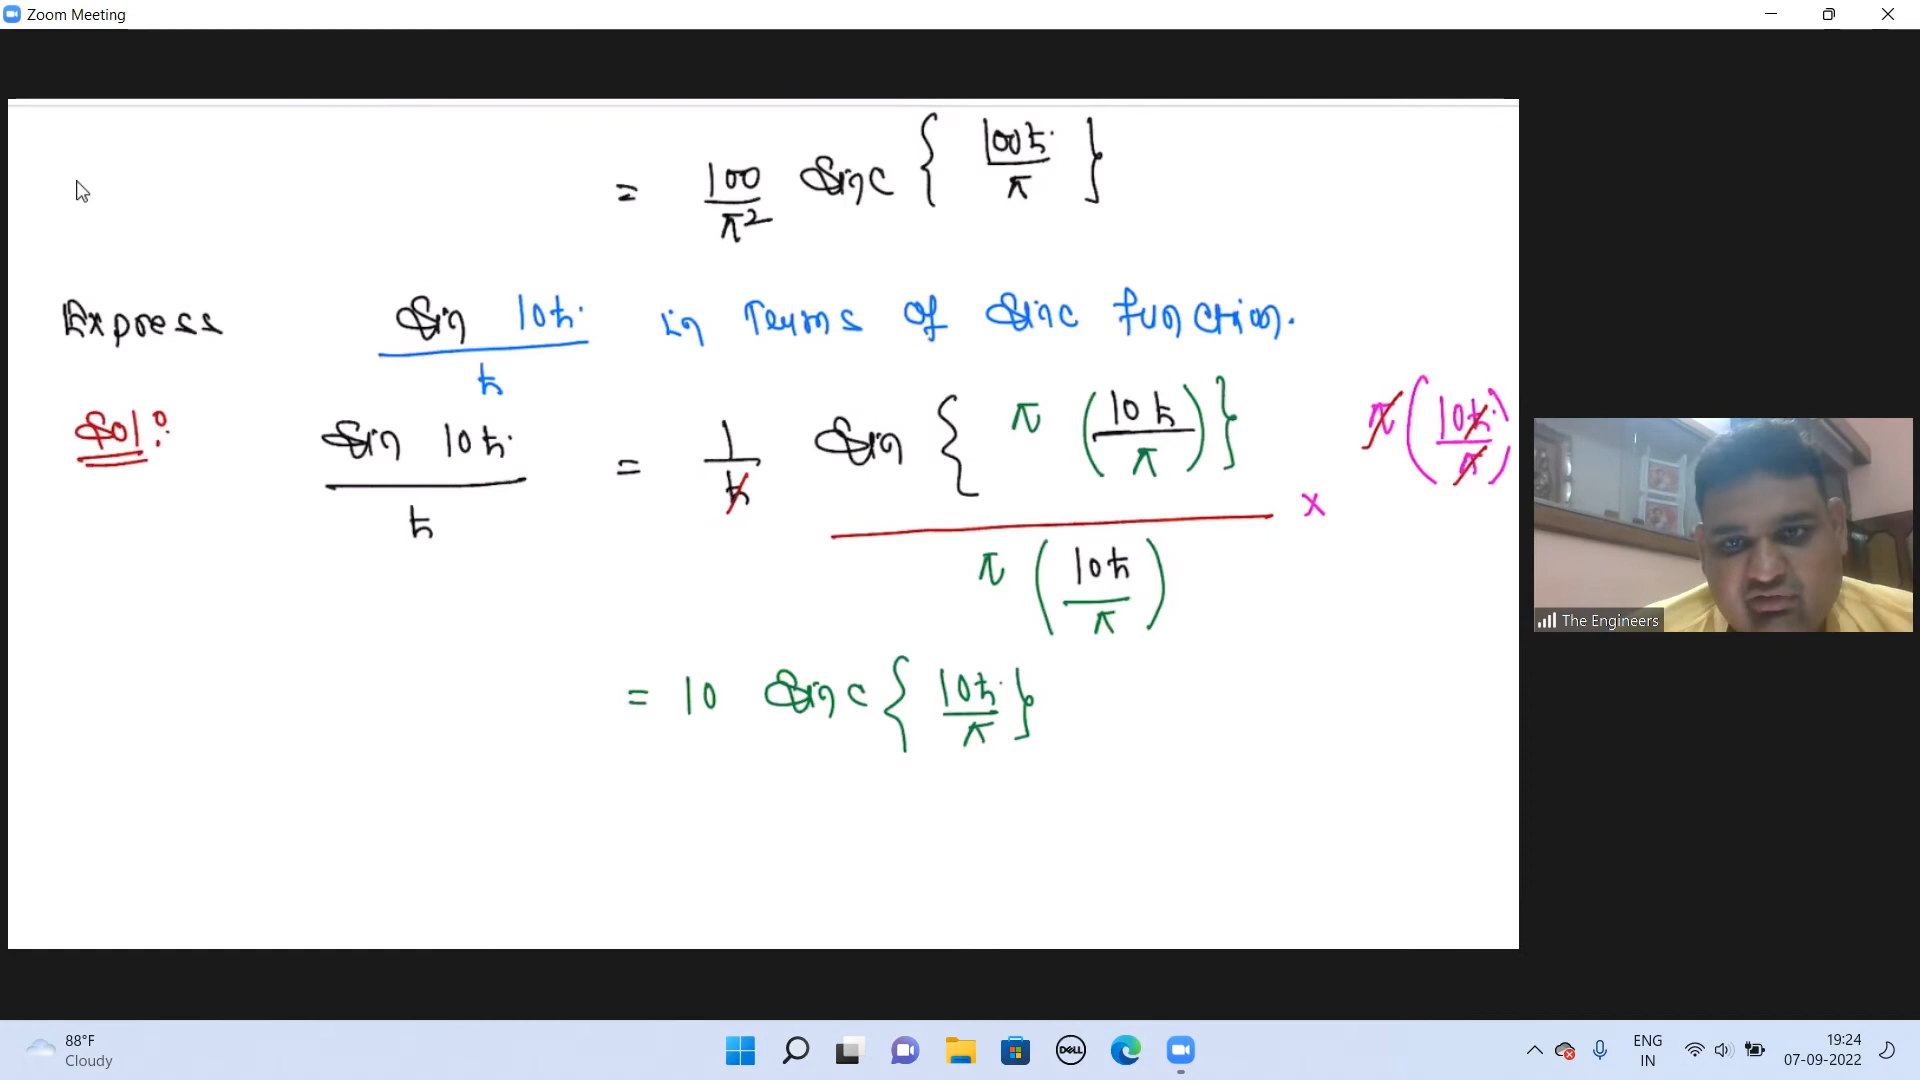 Zoom Meeting
= 100/π² Sinc { 100t/π }
Express Sin 10t / t in Terms of Sinc function.
Sol: Sin 10t / t = 1/t Sin { π (10t/π) } / π (10t/π) × π (10t/π)
= 10 Sinc { 10t/π }
The Engineers
88°F
Cloudy
DELL
ENG
IN
19:24
07-09-2022